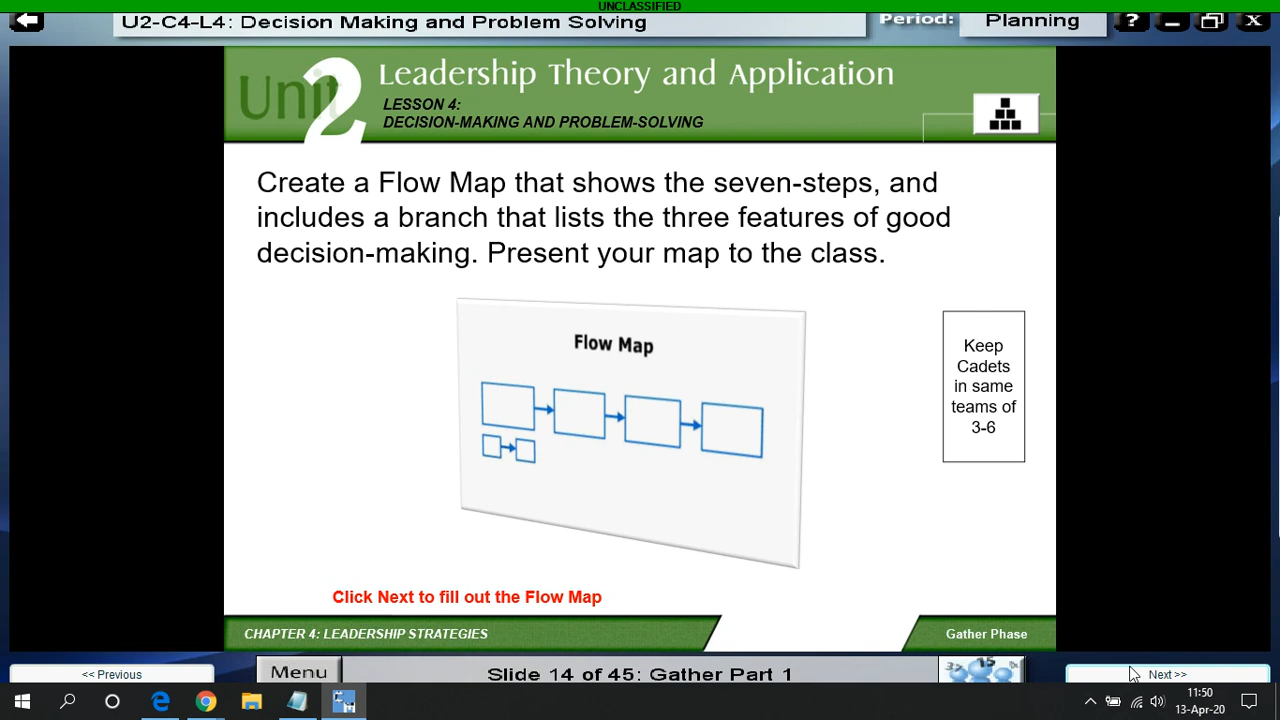 UNCLASSIFIED
U2-C4-L4: Decision Making and Problem Solving
Period:
Planning
?
X
Unit 2
Leadership Theory and Application
LESSON 4:
DECISION-MAKING AND PROBLEM-SOLVING
Create a Flow Map that shows the seven-steps, and
includes a branch that lists the three features of good
decision-making. Present your map to the class.
Flow Map
Keep
Cadets
in same
teams of
3-6
Click Next to fill out the Flow Map
CHAPTER 4: LEADERSHIP STRATEGIES
Gather Phase
<< Previous
Menu
Slide 14 of 45: Gather Part 1
15
Next >>
11:50
13-Apr-20